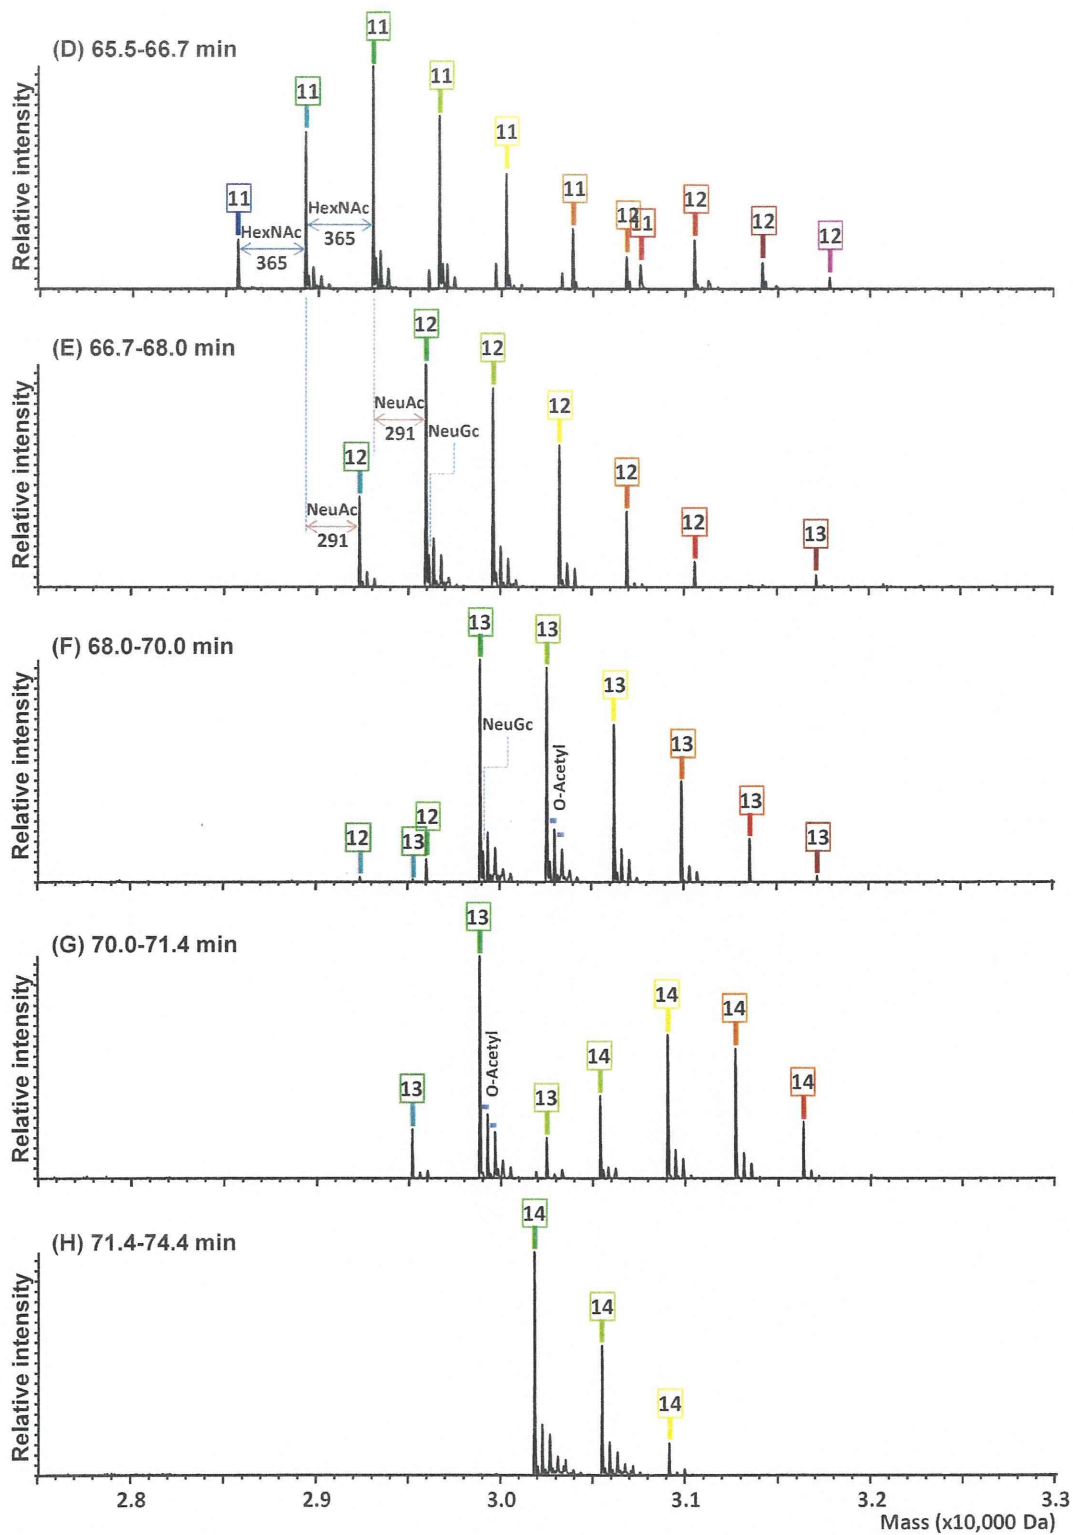 (D) 65.5-66.7 min
Relative intensity
11
11
11
11
11
11
12
11
12
12
12
HexNAc
365
HexNAc
365
(E) 66.7-68.0 min
Relative intensity
12
12
12
12
12
12
13
NeuAc
291
NeuAc
291
NeuGc
(F) 68.0-70.0 min
Relative intensity
12
13
12
13
13
13
13
13
13
NeuGc
O-Acetyl
(G) 70.0-71.4 min
Relative intensity
13
13
13
14
14
14
14
O-Acetyl
(H) 71.4-74.4 min
Relative intensity
14
14
14
2.8 2.9 3.0 3.1 3.2 3.3
Mass (x10,000 Da)